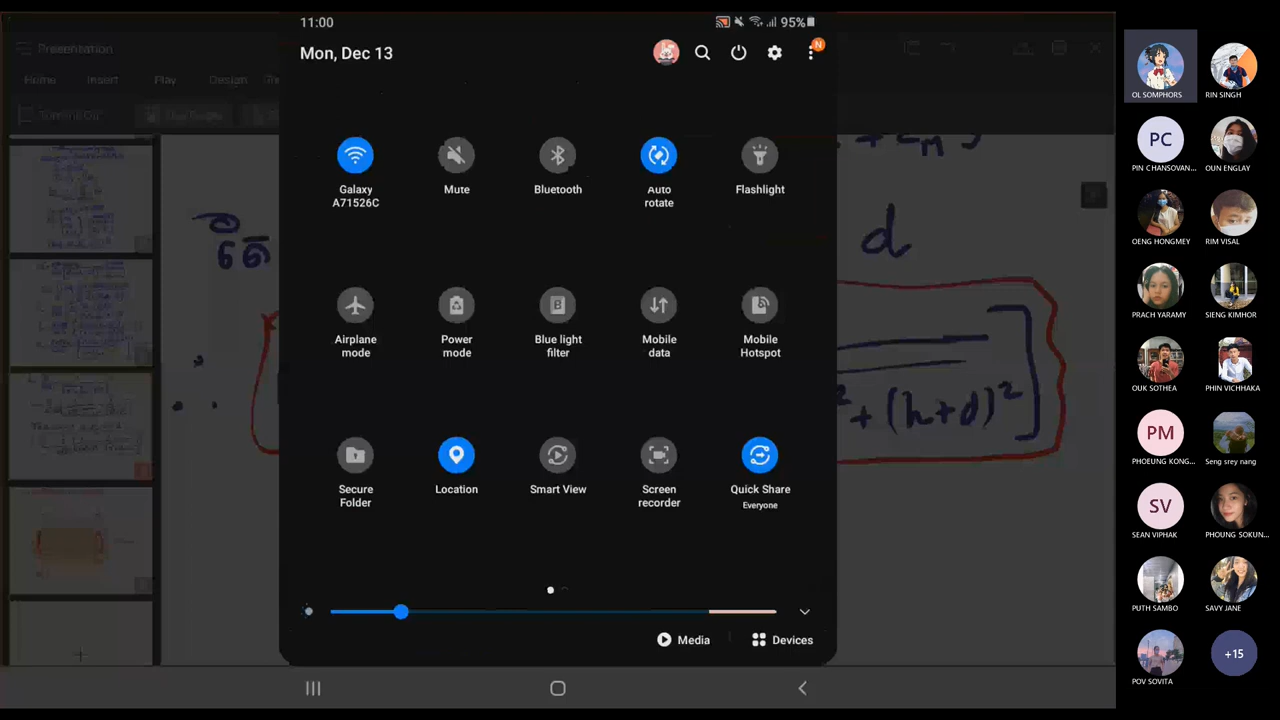 11:00
95%
Mon, Dec 13
N
Presentation
Home Insert Play Design
Galaxy A71526C
Mute
Bluetooth
Auto rotate
Flashlight
d
Airplane mode
Power mode
Blue light filter
Mobile data
Mobile Hotspot
+(h+d)²
Secure Folder
Location
Smart View
Screen recorder
Quick Share
Everyone
Media
Devices
OL SOMPHORS
RIN SINGH
PC
PIN CHANSOVAN...
OUN ENGLAY
OENG HONGMEY
RIM VISAL
PRACH YARAMY
SIENG KIMHOR
OUK SOTHEA
PHIN VICHHAKA
PM
PHOEUNG KONG...
Seng srey nang
SV
SEAN VIPHAK
PHOUNG SOKUN...
PUTH SAMBO
SAVY JANE
POV SOVITA
+15